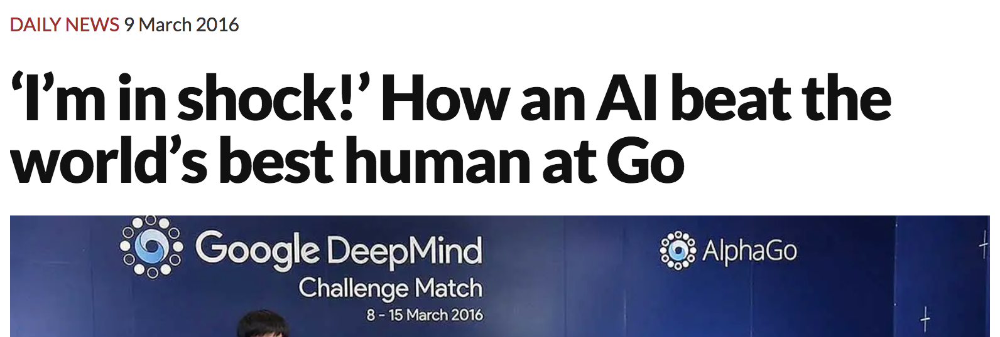 DAILY NEWS 9 March 2016
‘I’m in shock!’ How an AI beat the
world’s best human at Go
Google DeepMind
AlphaGo
Challenge Match
8 - 15 March 2016